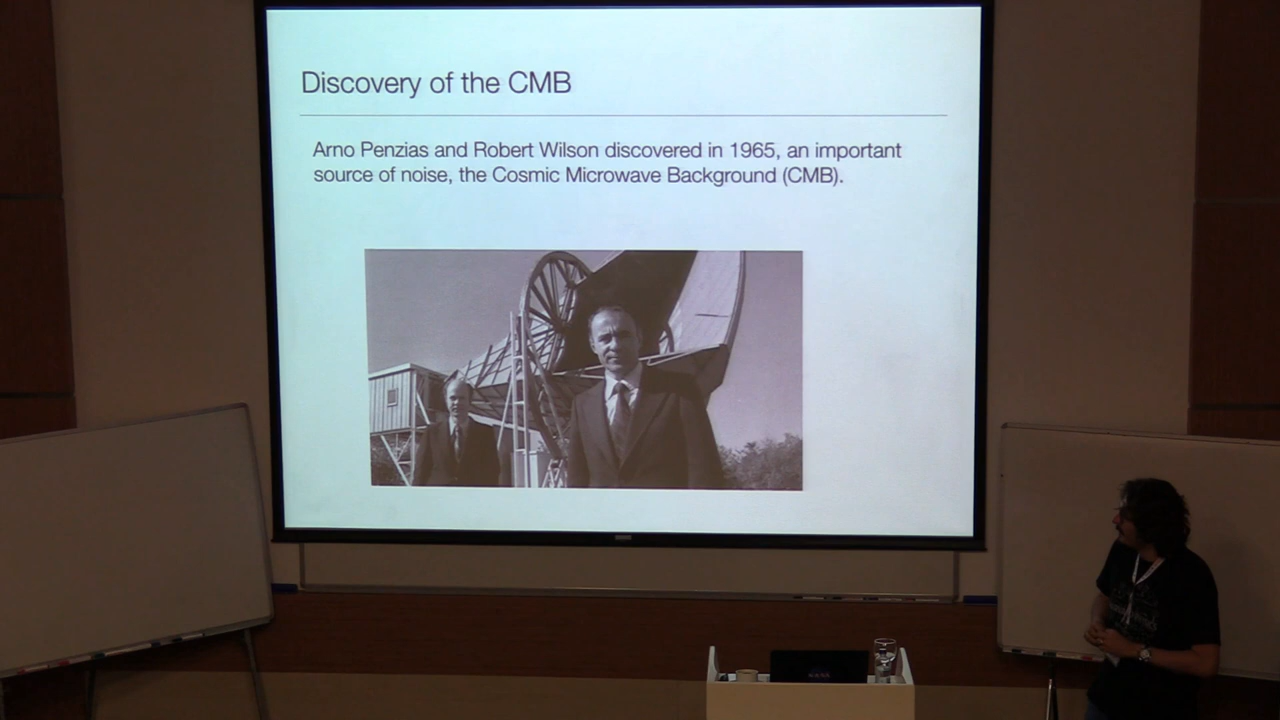 Discovery of the CMB
Arno Penzias and Robert Wilson discovered in 1965, an important
source of noise, the Cosmic Microwave Background (CMB).